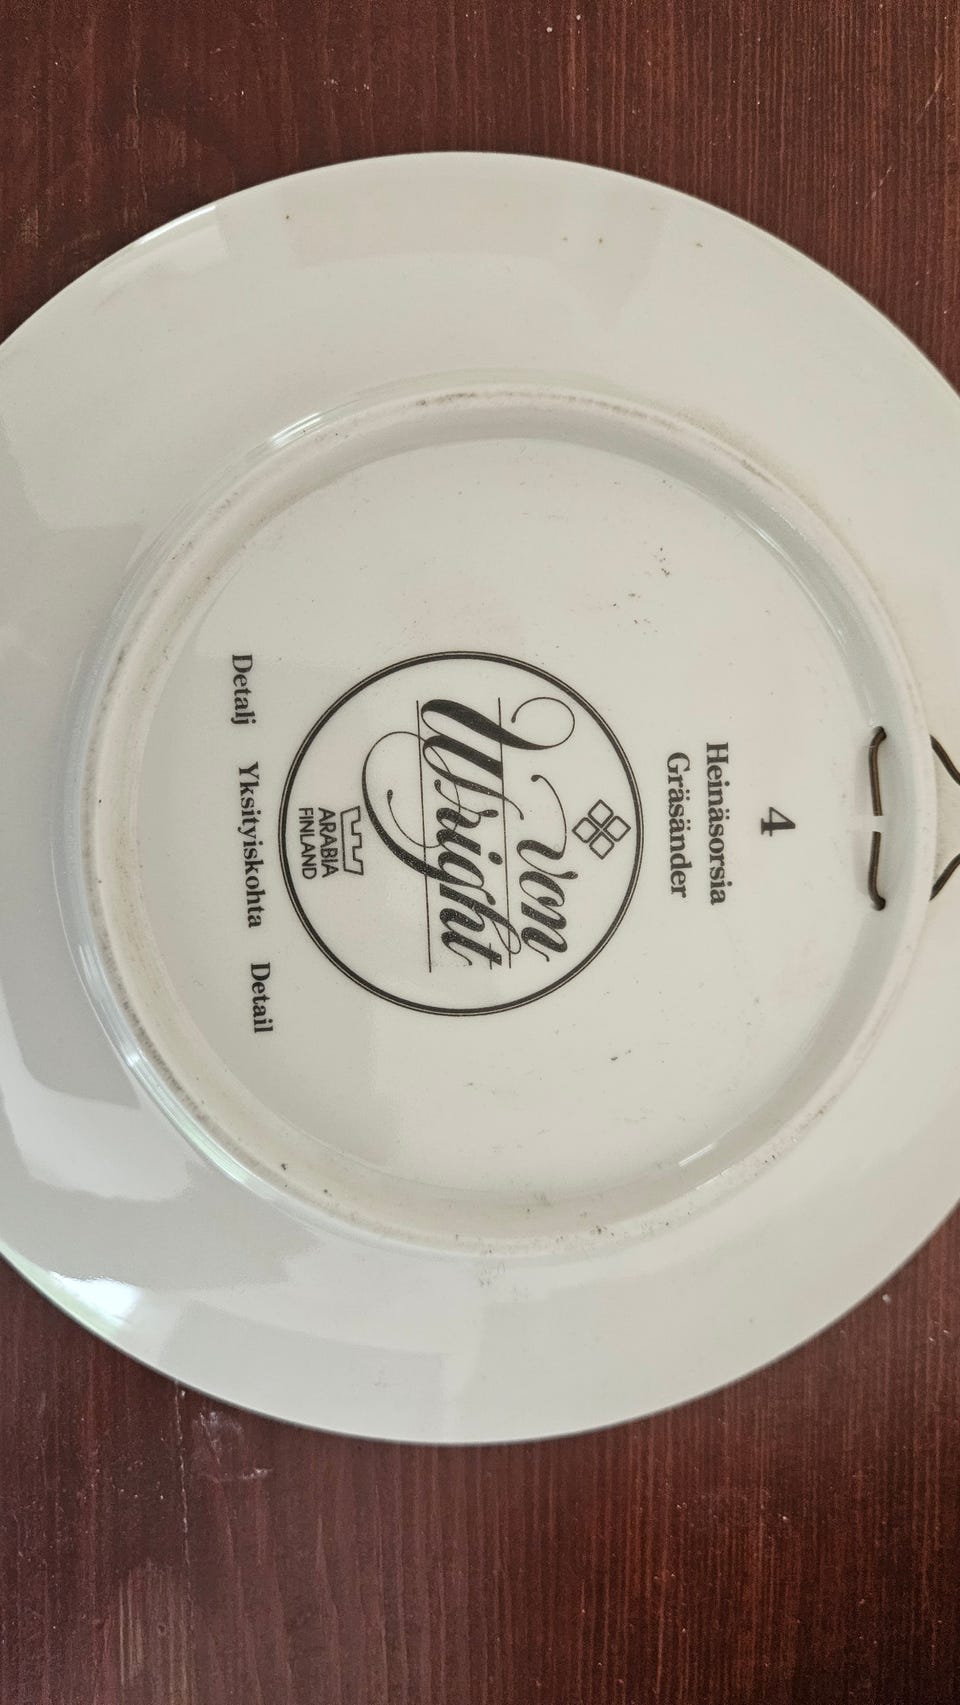 4
Heinäsorsia
Gräsänder
von
Wright
ARABIA
FINLAND
Detalj Yksityiskohta Detail